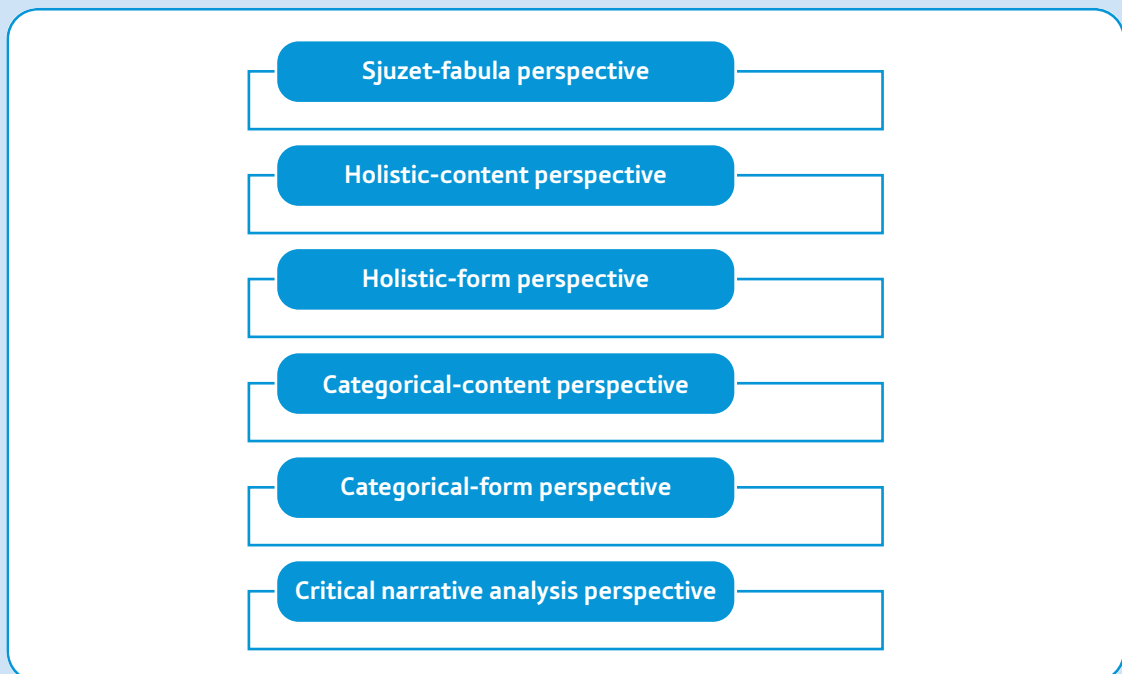 Sjuzet-fabula perspective
Holistic-content perspective
Holistic-form perspective
Categorical-content perspective
Categorical-form perspective
Critical narrative analysis perspective